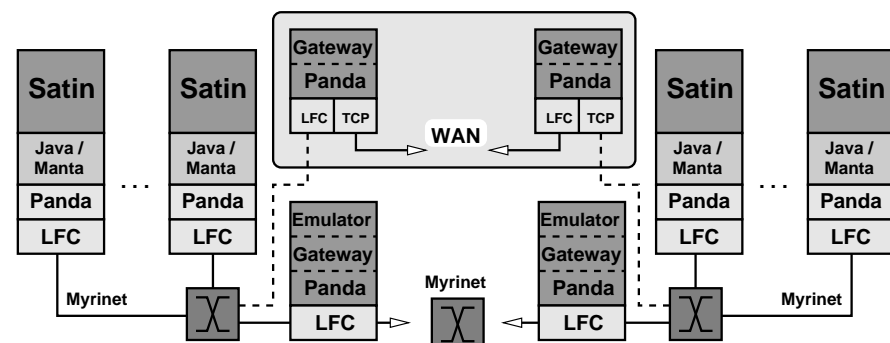 Gateway
Panda
LFC TCP
Gateway
Panda
LFC TCP
WAN
Satin
Java /
Manta
Panda
LFC
. . .
Satin
Java /
Manta
Panda
LFC
Satin
Java /
Manta
Panda
LFC
. . .
Satin
Java /
Manta
Panda
LFC
Emulator
Gateway
Panda
LFC
Emulator
Gateway
Panda
LFC
Myrinet
Myrinet
Myrinet